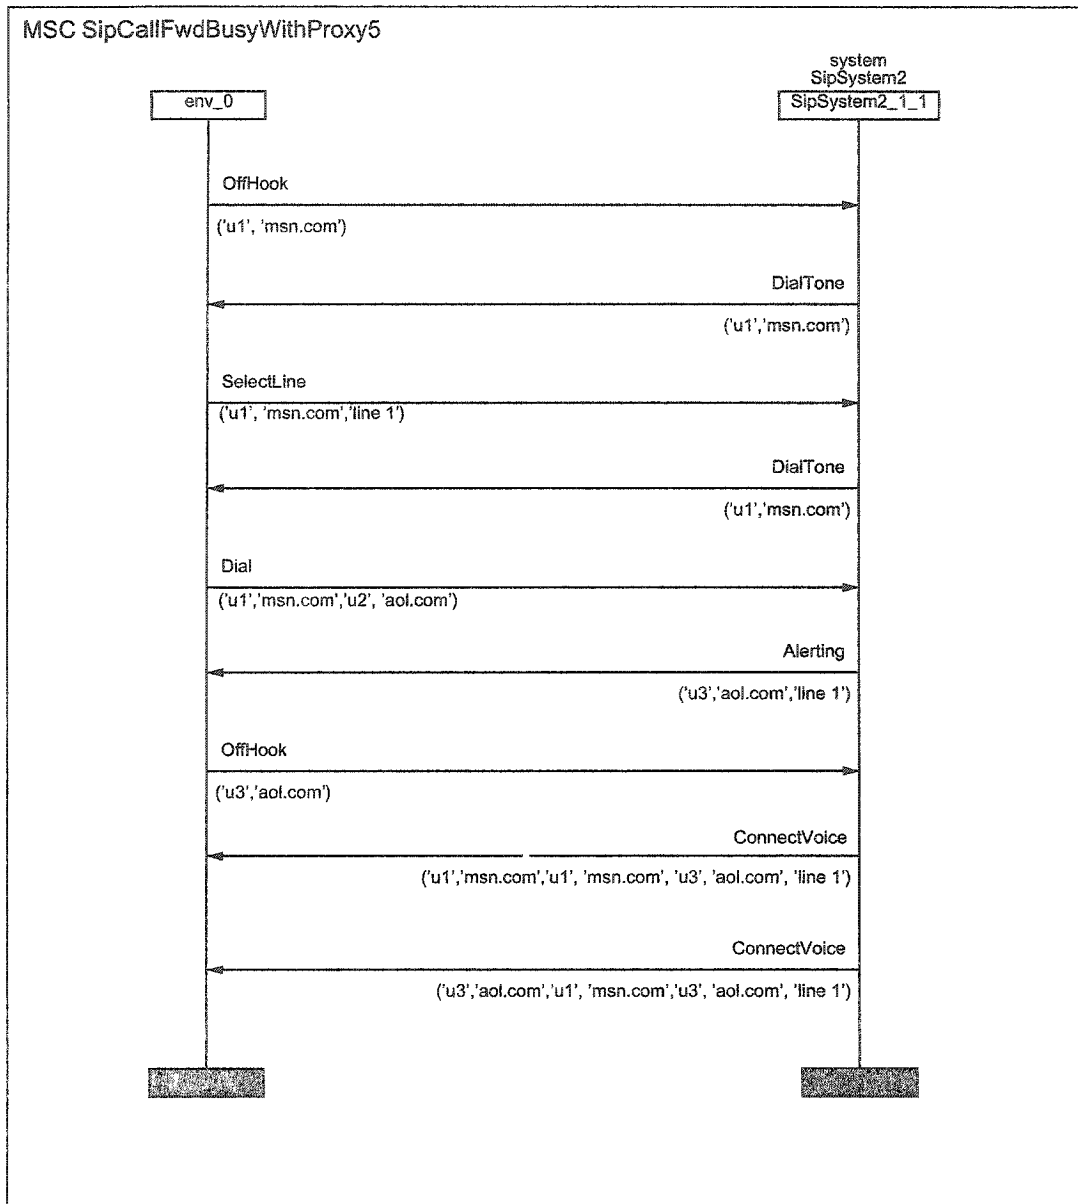 MSC SipCallFwdBusyWithProxy5
system
SipSystem2
env_0
SipSystem2_1_1
OffHook
('u1', 'msn.com')
DialTone
('u1','msn.com')
SelectLine
('u1', 'msn.com','line 1')
DialTone
('u1','msn.com')
Dial
('u1','msn.com','u2', 'aol.com')
Alerting
('u3','aol.com','line 1')
OffHook
('u3','aol.com')
ConnectVoice
('u1','msn.com','u1', 'msn.com', 'u3', 'aol.com', 'line 1')
ConnectVoice
('u3','aol.com','u1', 'msn.com','u3', 'aol.com', 'line 1')